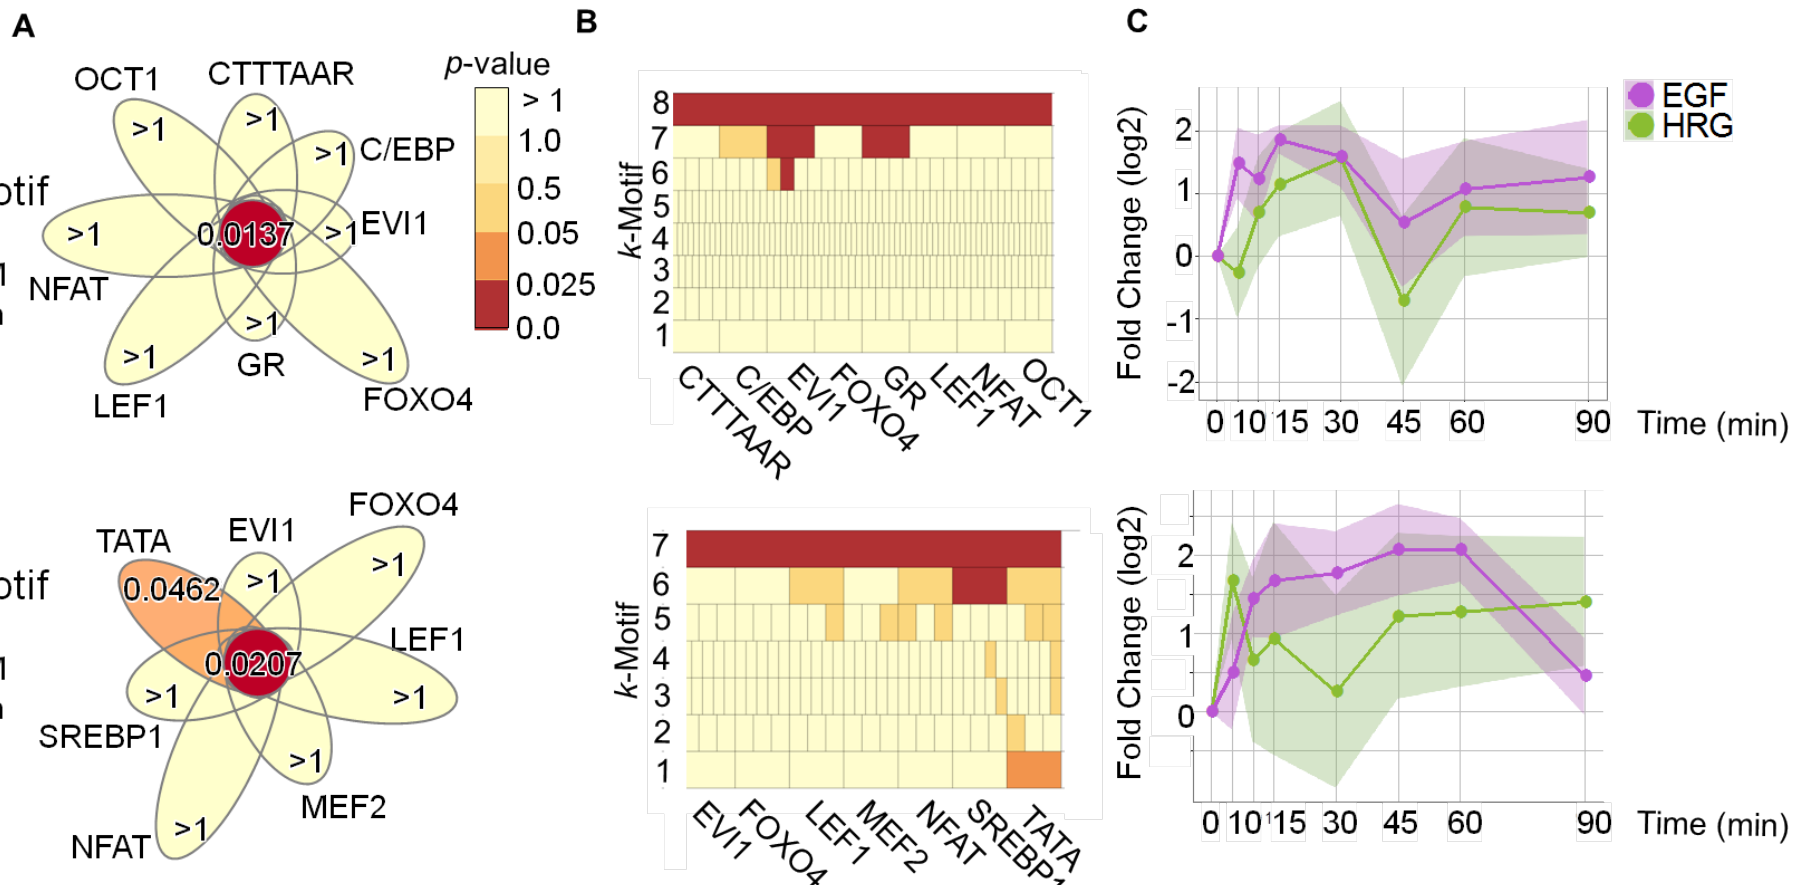 A
OCT1
CTTTAAR
C/EBP
EVI1
FOXO4
GR
LEF1
NFAT
>1
>1
>1
>1
>1
>1
>1
>1
0.0137
otif
p-value
> 1
1.0
0.5
0.05
0.025
0.0
B
k-Motif
8
7
6
5
4
3
2
1
CTTTAAR
C/EBP
EVI1
FOXO4
GR
LEF1
NFAT
OCT1
C
Fold Change (log2)
2
1
0
-1
-2
0 10 15 30 45 60 90
Time (min)
EGF
HRG
TATA
EVI1
FOXO4
LEF1
MEF2
NFAT
SREBP1
0.0462
>1
>1
>1
>1
>1
>1
0.0207
otif
k-Motif
7
6
5
4
3
2
1
EVI1
FOXO4
LEF1
MEF2
NFAT
SREBP1
TATA
Fold Change (log2)
2
1
0
0 10 15 30 45 60 90
Time (min)